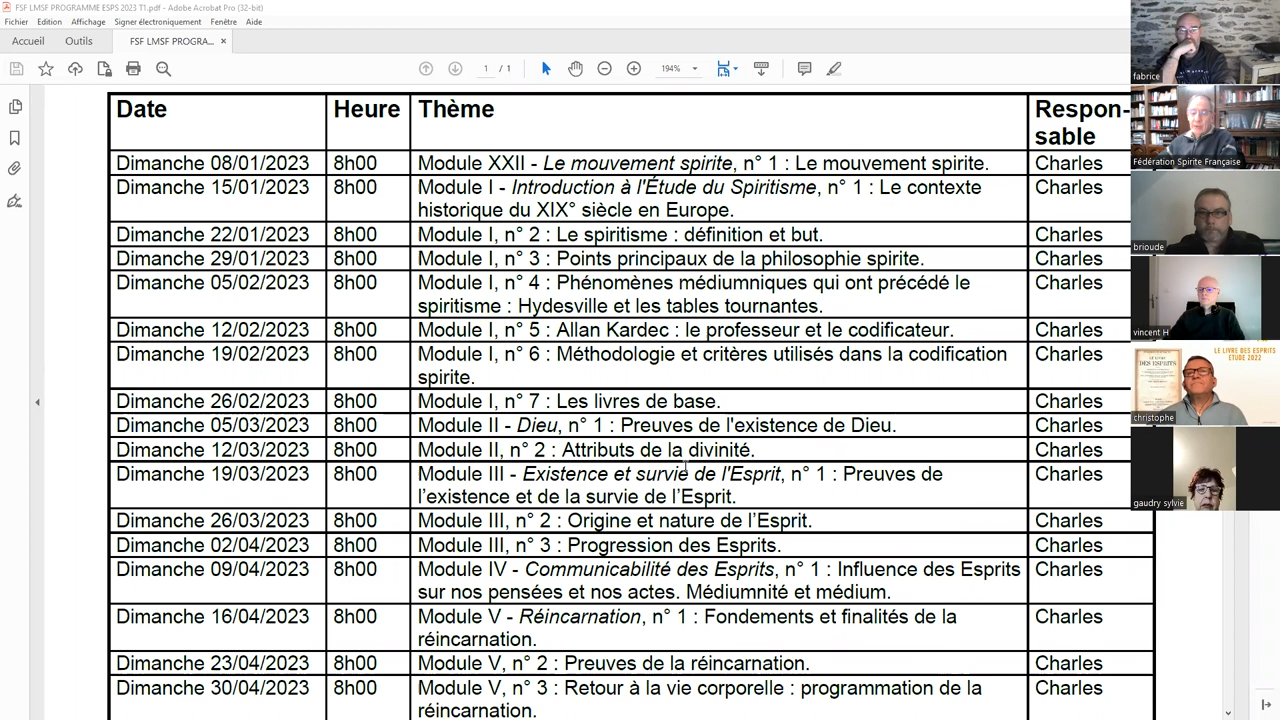 FSF LMSF PROGRAMME ESPS 2023 T1.pdf - Adobe Acrobat Pro (32-bit)
Fichier Edition Affichage Signer électroniquement Fenêtre Aide
Accueil Outils FSF LMSF PROGRA... ×
1 / 1 194%
Date Heure Thème Respon-
sable
Dimanche 08/01/2023 8h00 Module XXII - Le mouvement spirite, n° 1 : Le mouvement spirite. Charles
Dimanche 15/01/2023 8h00 Module I - Introduction à l'Étude du Spiritisme, n° 1 : Le contexte Charles
historique du XIX° siècle en Europe.
Dimanche 22/01/2023 8h00 Module I, n° 2 : Le spiritisme : définition et but. Charles
Dimanche 29/01/2023 8h00 Module I, n° 3 : Points principaux de la philosophie spirite. Charles
Dimanche 05/02/2023 8h00 Module I, n° 4 : Phénomènes médiumniques qui ont précédé le Charles
spiritisme : Hydesville et les tables tournantes.
Dimanche 12/02/2023 8h00 Module I, n° 5 : Allan Kardec : le professeur et le codificateur. Charles
Dimanche 19/02/2023 8h00 Module I, n° 6 : Méthodologie et critères utilisés dans la codification Charles
spirite.
Dimanche 26/02/2023 8h00 Module I, n° 7 : Les livres de base. Charles
Dimanche 05/03/2023 8h00 Module II - Dieu, n° 1 : Preuves de l'existence de Dieu. Charles
Dimanche 12/03/2023 8h00 Module II, n° 2 : Attributs de la divinité. Charles
Dimanche 19/03/2023 8h00 Module III - Existence et survie de l'Esprit, n° 1 : Preuves de Charles
l’existence et de la survie de l’Esprit.
Dimanche 26/03/2023 8h00 Module III, n° 2 : Origine et nature de l’Esprit. Charles
Dimanche 02/04/2023 8h00 Module III, n° 3 : Progression des Esprits. Charles
Dimanche 09/04/2023 8h00 Module IV - Communicabilité des Esprits, n° 1 : Influence des Esprits Charles
sur nos pensées et nos actes. Médiumnité et médium.
Dimanche 16/04/2023 8h00 Module V - Réincarnation, n° 1 : Fondements et finalités de la Charles
réincarnation.
Dimanche 23/04/2023 8h00 Module V, n° 2 : Preuves de la réincarnation. Charles
Dimanche 30/04/2023 8h00 Module V, n° 3 : Retour à la vie corporelle : programmation de la Charles
réincarnation.
fabrice
Fédération Spirite Française
brioude
vincent H
LE LIVRE DES ESPRITS
ETUDE 2022
DES ESPRITS
christophe
gaudry sylvie